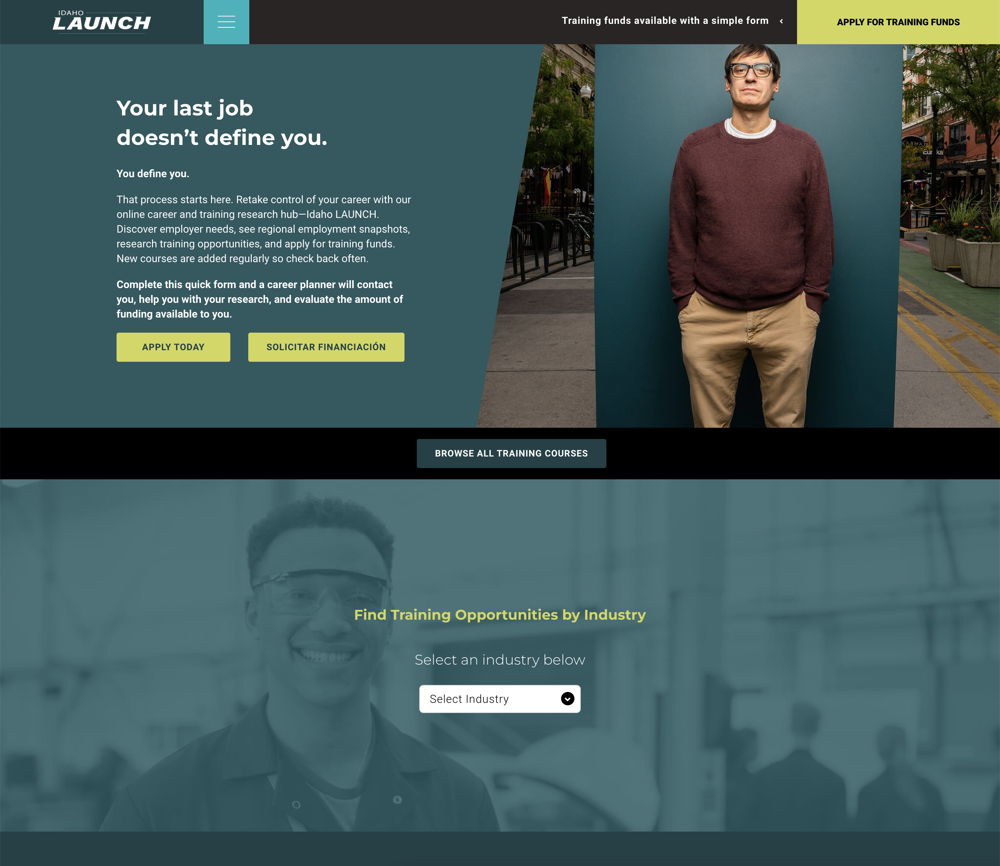 IDAHO
LAUNCH
Training funds available with a simple form
APPLY FOR TRAINING FUNDS
Your last job
doesn’t define you.
You define you.
That process starts here. Retake control of your career with our
online career and training research hub—Idaho LAUNCH.
Discover employer needs, see regional employment snapshots,
research training opportunities, and apply for training funds.
New courses are added regularly so check back often.
Complete this quick form and a career planner will contact
you, help you with your research, and evaluate the amount of
funding available to you.
APPLY TODAY
SOLICITAR FINANCIACIÓN
Eureka!
BROWSE ALL TRAINING COURSES
Find Training Opportunities by Industry
Select an industry below
Select Industry